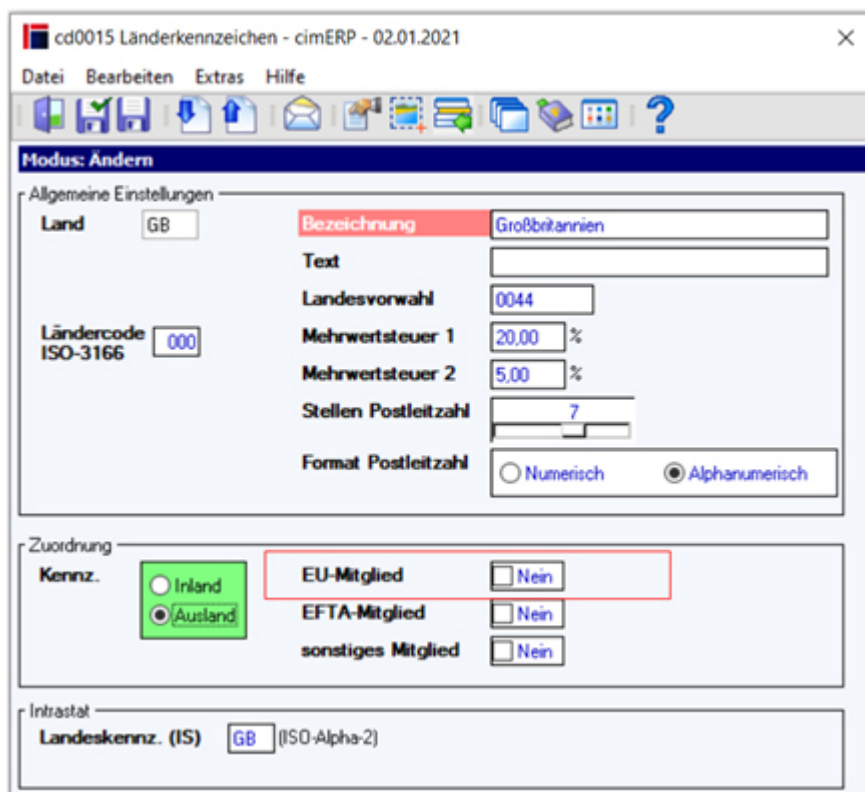 cd0015 Länderkennzeichen - cimERP - 02.01.2021
Datei Bearbeiten Extras Hilfe
Modus: Ändern
Allgemeine Einstellungen
Land GB Bezeichnung Großbritannien
Text
Landesvorwahl 0044
Ländercode ISO-3166 000 Mehrwertsteuer 1 20,00 %
Mehrwertsteuer 2 5,00 %
Stellen Postleitzahl 7
Format Postleitzahl Numerisch Alphanumerisch
Zuordnung
Kennz. Inland EU-Mitglied Nein
Ausland EFTA-Mitglied Nein
sonstiges Mitglied Nein
Intrastat
Landeskennz. (IS) GB (ISO-Alpha-2)